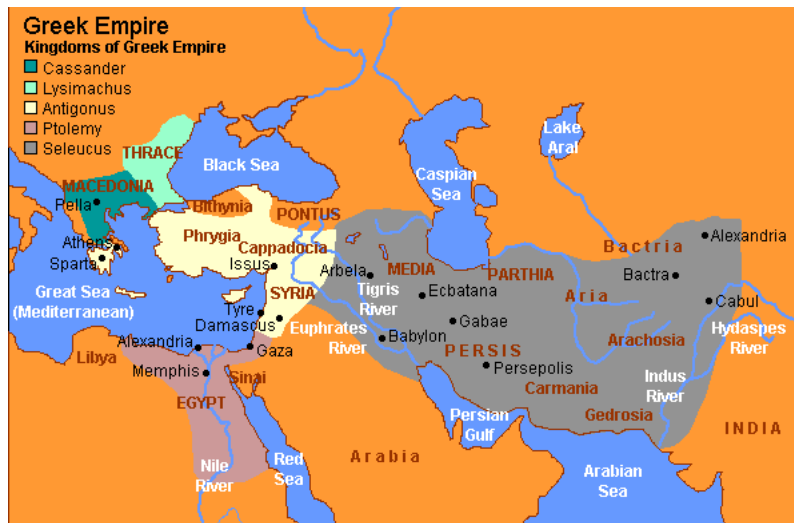 Greek Empire
Kingdoms of Greek Empire
Cassander
Lysimachus
Antigonus
Ptolemy
Seleucus
THRACE
Black Sea
Lake
Aral
Caspian
Sea
MACEDONIA
Pella
Bithynia
PONTUS
Athens
Sparta
Phrygia
Cappadocia
Issus
Arbela
MEDIA
PARTHIA
Bactria
Alexandria
Bactra
Great Sea
(Mediterranean)
SYRIA
Tigris
River
Ecbatana
Aria
Cabul
Tyre
Damascus
Euphrates
River
Babylon
Gabae
Arachosia
Hydaspes
River
Libya
Alexandria
Gaza
Memphis
Sinai
PERSIS
Persepolis
Carmania
Indus
River
EGYPT
Persian
Gulf
Gedrosia
INDIA
Nile
River
Red
Sea
Arabia
Arabian
Sea